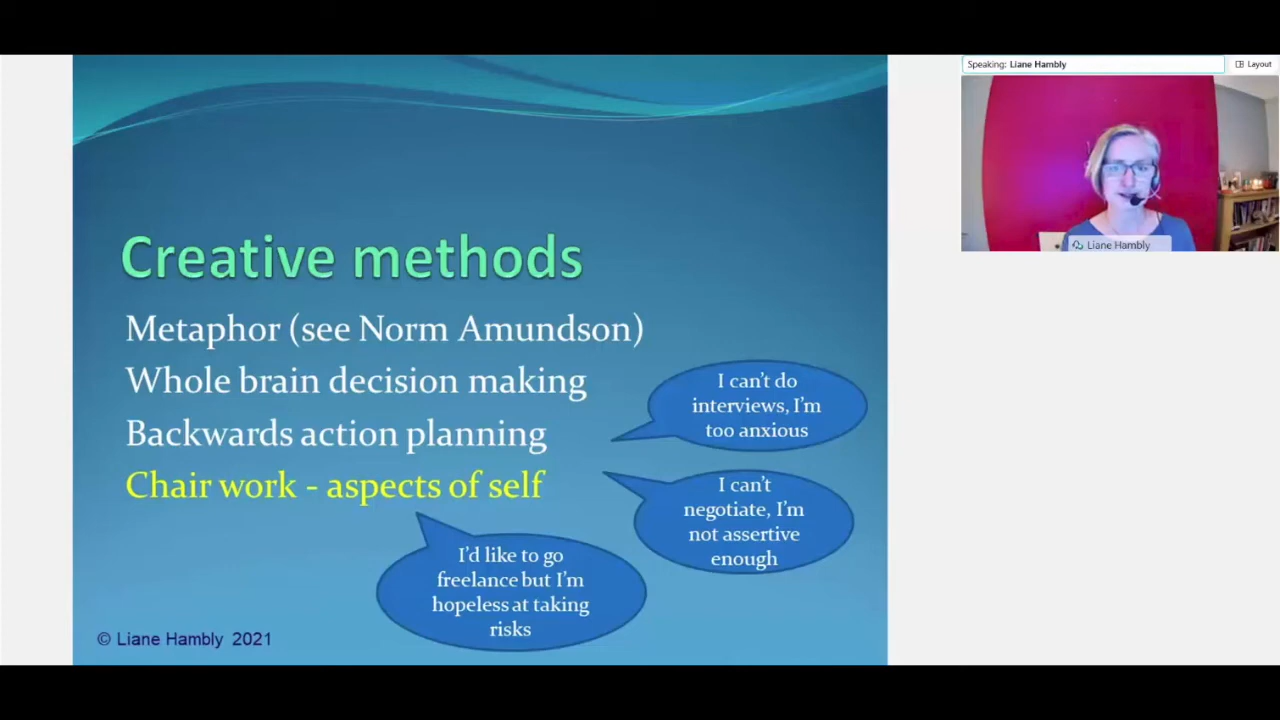 Speaking: Liane Hambly
Layout
Liane Hambly
Creative methods
Metaphor (see Norm Amundson)
Whole brain decision making
Backwards action planning
Chair work - aspects of self
I can't do
interviews, I'm
too anxious
I can't
negotiate, I'm
not assertive
enough
I'd like to go
freelance but I'm
hopeless at taking
risks
© Liane Hambly 2021